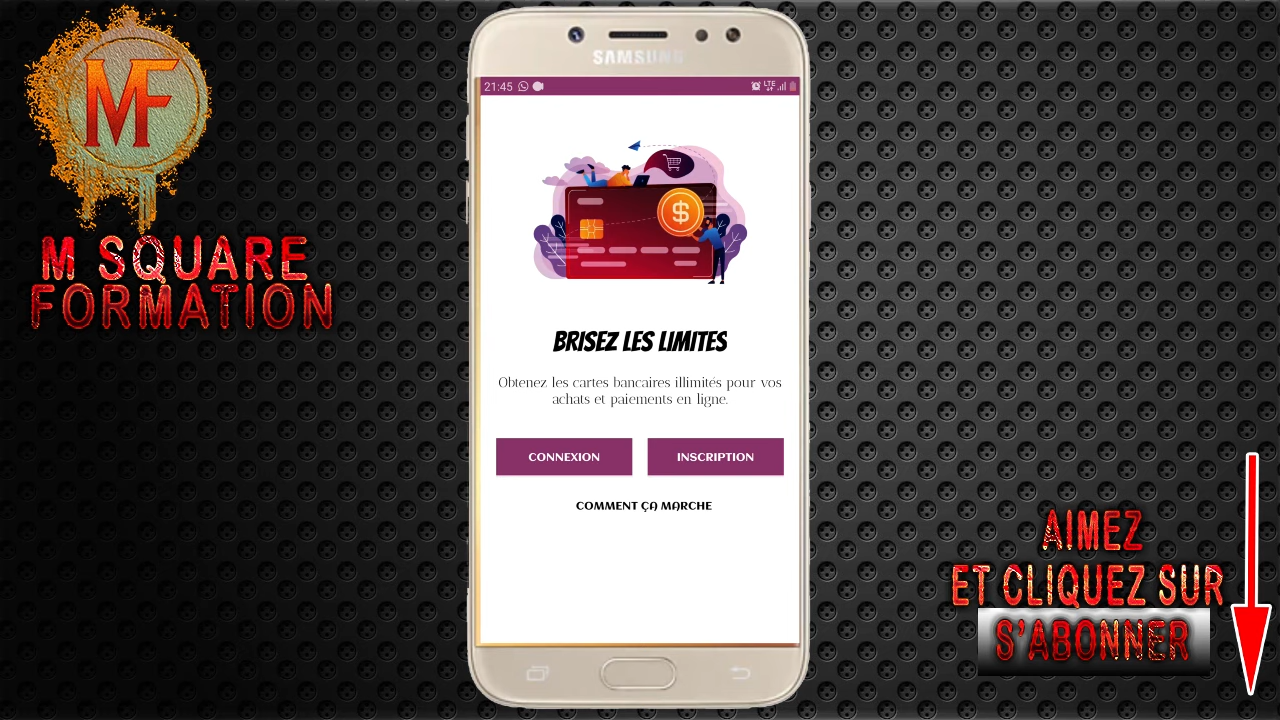 MF
M SQUARE
FORMATION
SAMSUNG
21:45
LTE
$
BRISEZ LES LIMITES
Obtenez les cartes bancaires illimités pour vos
achats et paiements en ligne.
CONNEXION
INSCRIPTION
COMMENT ÇA MARCHE
AIMEZ
ET CLIQUEZ SUR
S'ABONNER